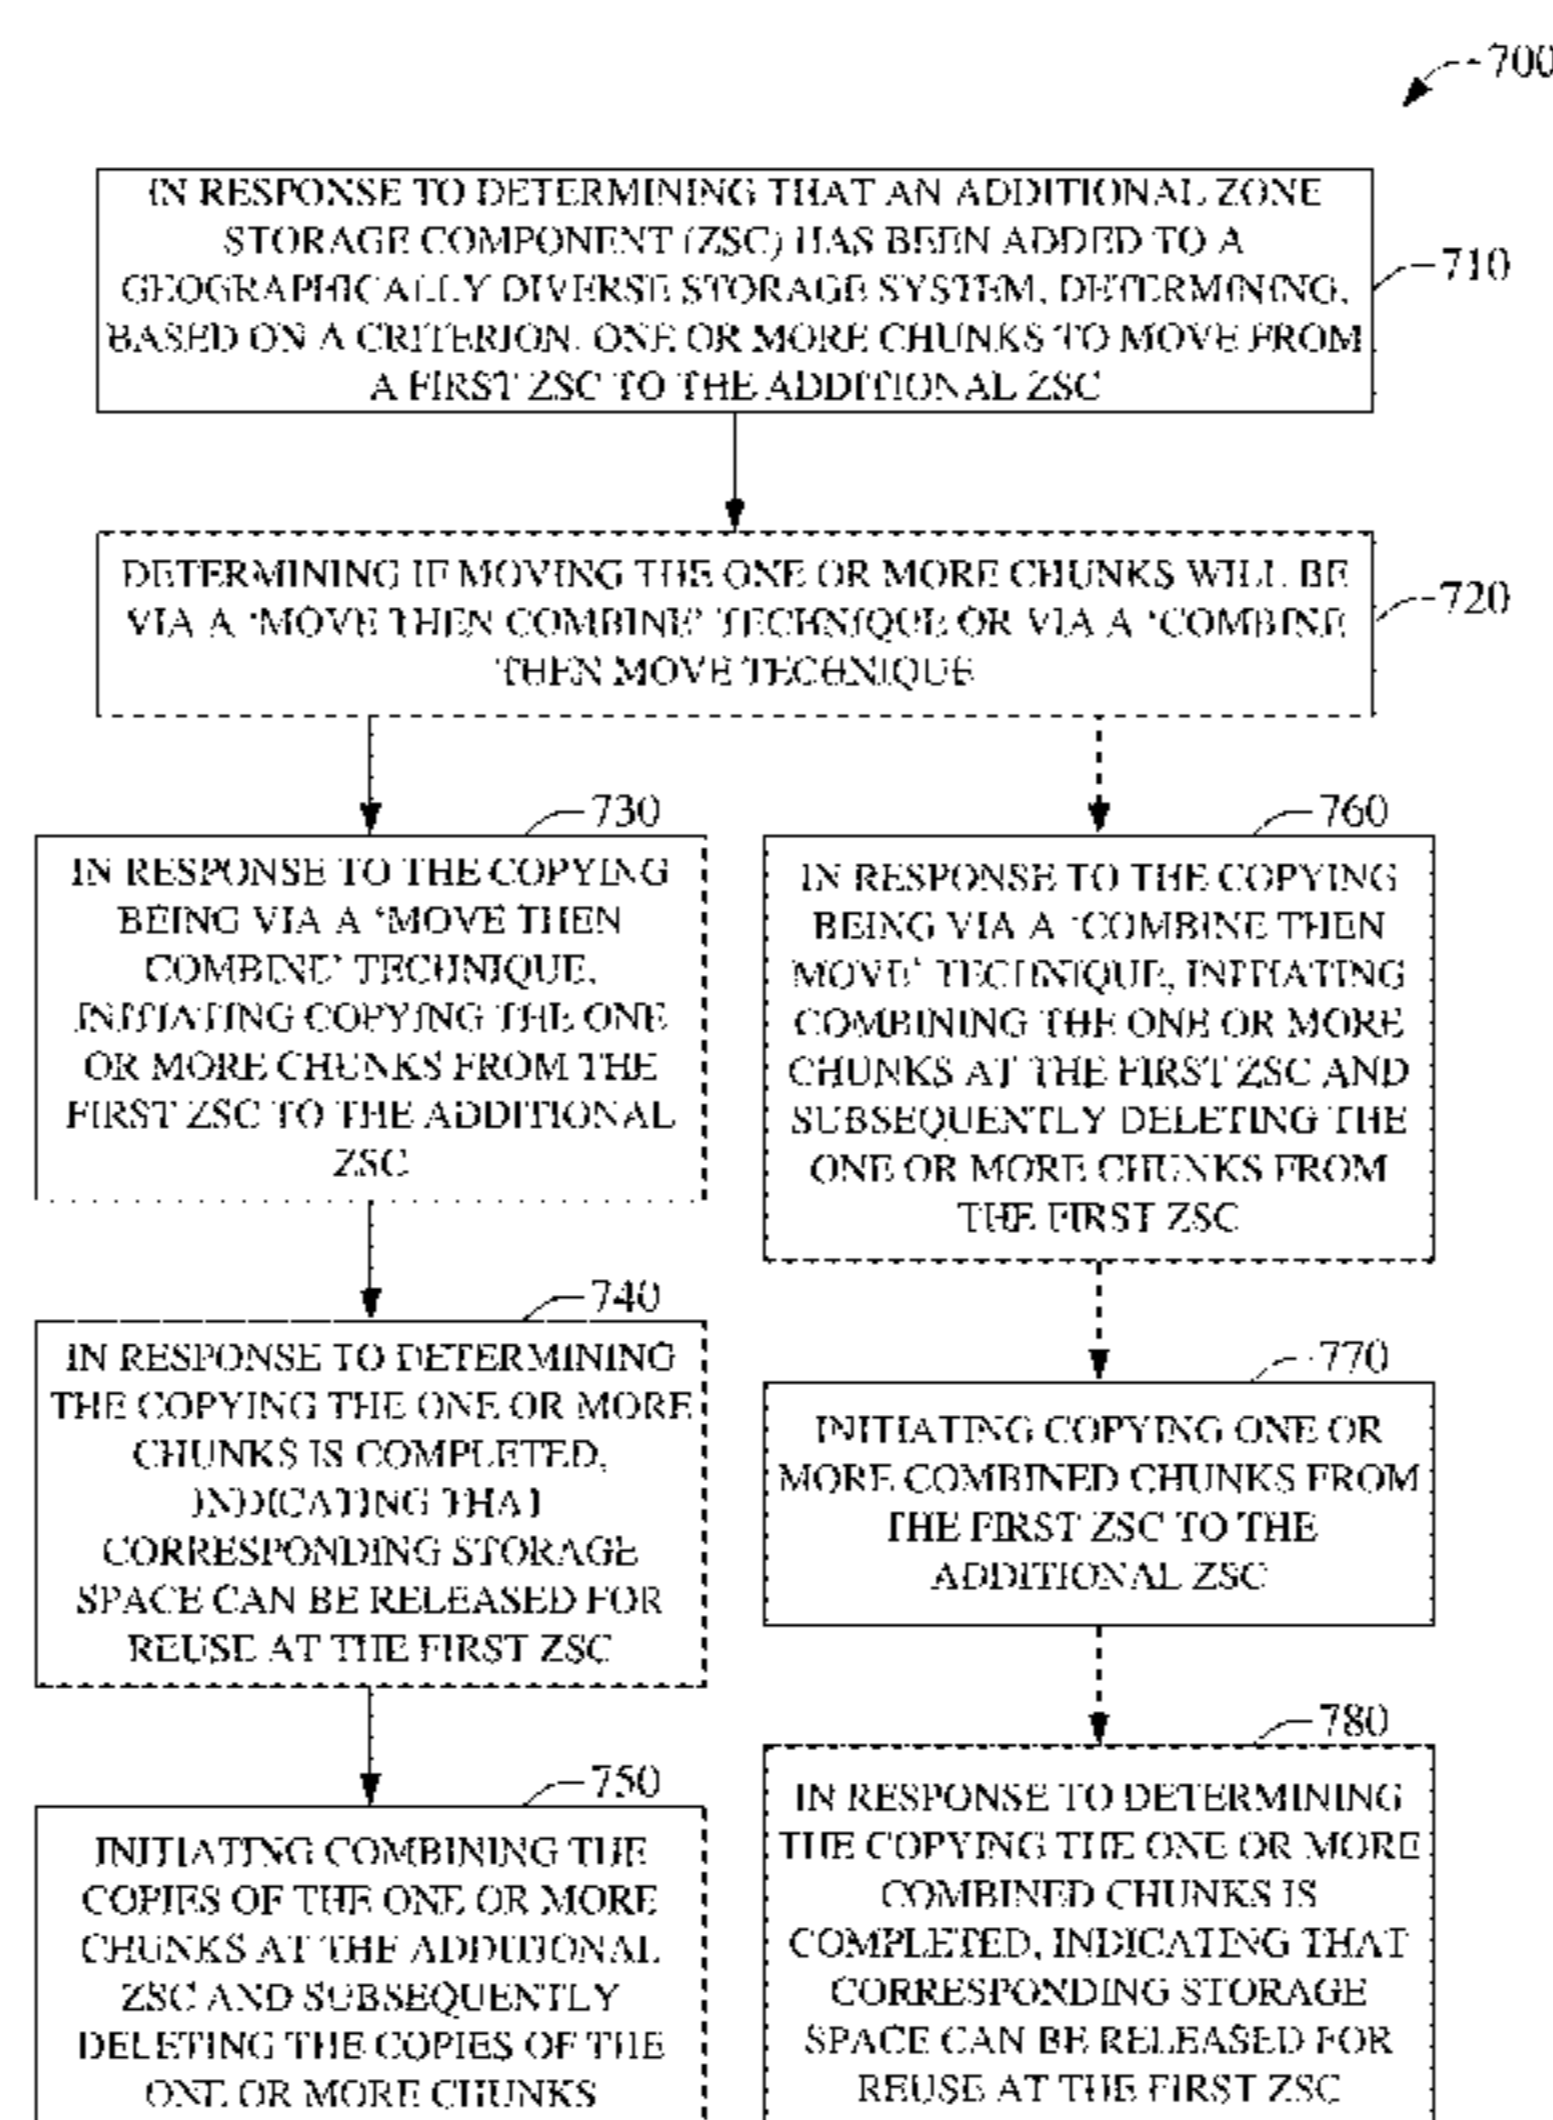 700
IN RESPONSE TO DETERMINING THAT AN ADDITIONAL ZONE
STORAGE COMPONENT (ZSC) HAS BEEN ADDED TO A
GEOGRAPHICALLY DIVERSE STORAGE SYSTEM, DETERMINING,
BASED ON A CRITERION, ONE OR MORE CHUNKS TO MOVE FROM
A FIRST ZSC TO THE ADDITIONAL ZSC
710
DETERMINING IF MOVING THE ONE OR MORE CHUNKS WILL BE
VIA A 'MOVE THEN COMBINE' TECHNIQUE OR VIA A 'COMBINE
THEN MOVE TECHNIQUE
720
730
IN RESPONSE TO THE COPYING
BEING VIA A 'MOVE THEN
COMBINE' TECHNIQUE,
INITIATING COPYING THE ONE
OR MORE CHUNKS FROM THE
FIRST ZSC TO THE ADDITIONAL
ZSC
740
IN RESPONSE TO DETERMINING
THE COPYING THE ONE OR MORE
CHUNKS IS COMPLETED,
INDICATING THAT
CORRESPONDING STORAGE
SPACE CAN BE RELEASED FOR
REUSE AT THE FIRST ZSC
750
INITIATING COMBINING THE
COPIES OF THE ONE OR MORE
CHUNKS AT THE ADDITIONAL
ZSC AND SUBSEQUENTLY
DELETING THE COPIES OF THE
ONE OR MORE CHUNKS
760
IN RESPONSE TO THE COPYING
BEING VIA A 'COMBINE THEN
MOVE' TECHNIQUE, INITIATING
COMBINING THE ONE OR MORE
CHUNKS AT THE FIRST ZSC AND
SUBSEQUENTLY DELETING THE
ONE OR MORE CHUNKS FROM
THE FIRST ZSC
770
INITIATING COPYING ONE OR
MORE COMBINED CHUNKS FROM
THE FIRST ZSC TO THE
ADDITIONAL ZSC
780
IN RESPONSE TO DETERMINING
THE COPYING THE ONE OR MORE
COMBINED CHUNKS IS
COMPLETED, INDICATING THAT
CORRESPONDING STORAGE
SPACE CAN BE RELEASED FOR
REUSE AT THE FIRST ZSC